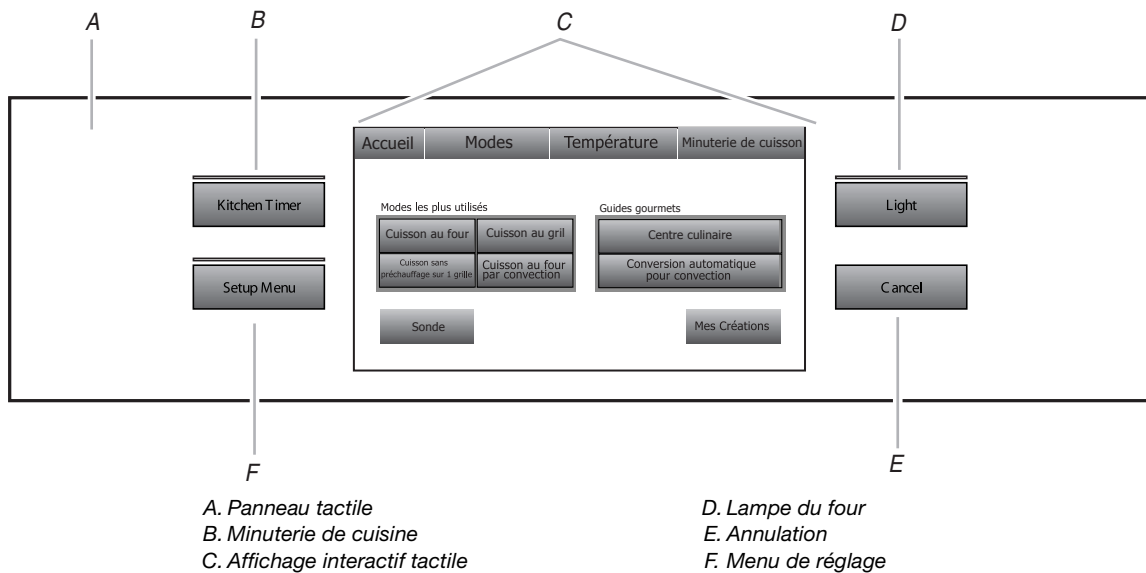 A
B
C
D
Accueil
Modes
Température
Minuterie de cuisson
Kitchen Timer
Setup Menu
Modes les plus utilisés
Cuisson au four
Cuisson au gril
Cuisson sans
préchauffage sur 1 grille
Cuisson au four
par convection
Guides gourmets
Centre culinaire
Conversion automatique
pour convection
Sonde
Mes Créations
Light
Cancel
F
E
A. Panneau tactile
B. Minuterie de cuisine
C. Affichage interactif tactile
D. Lampe du four
E. Annulation
F. Menu de réglage